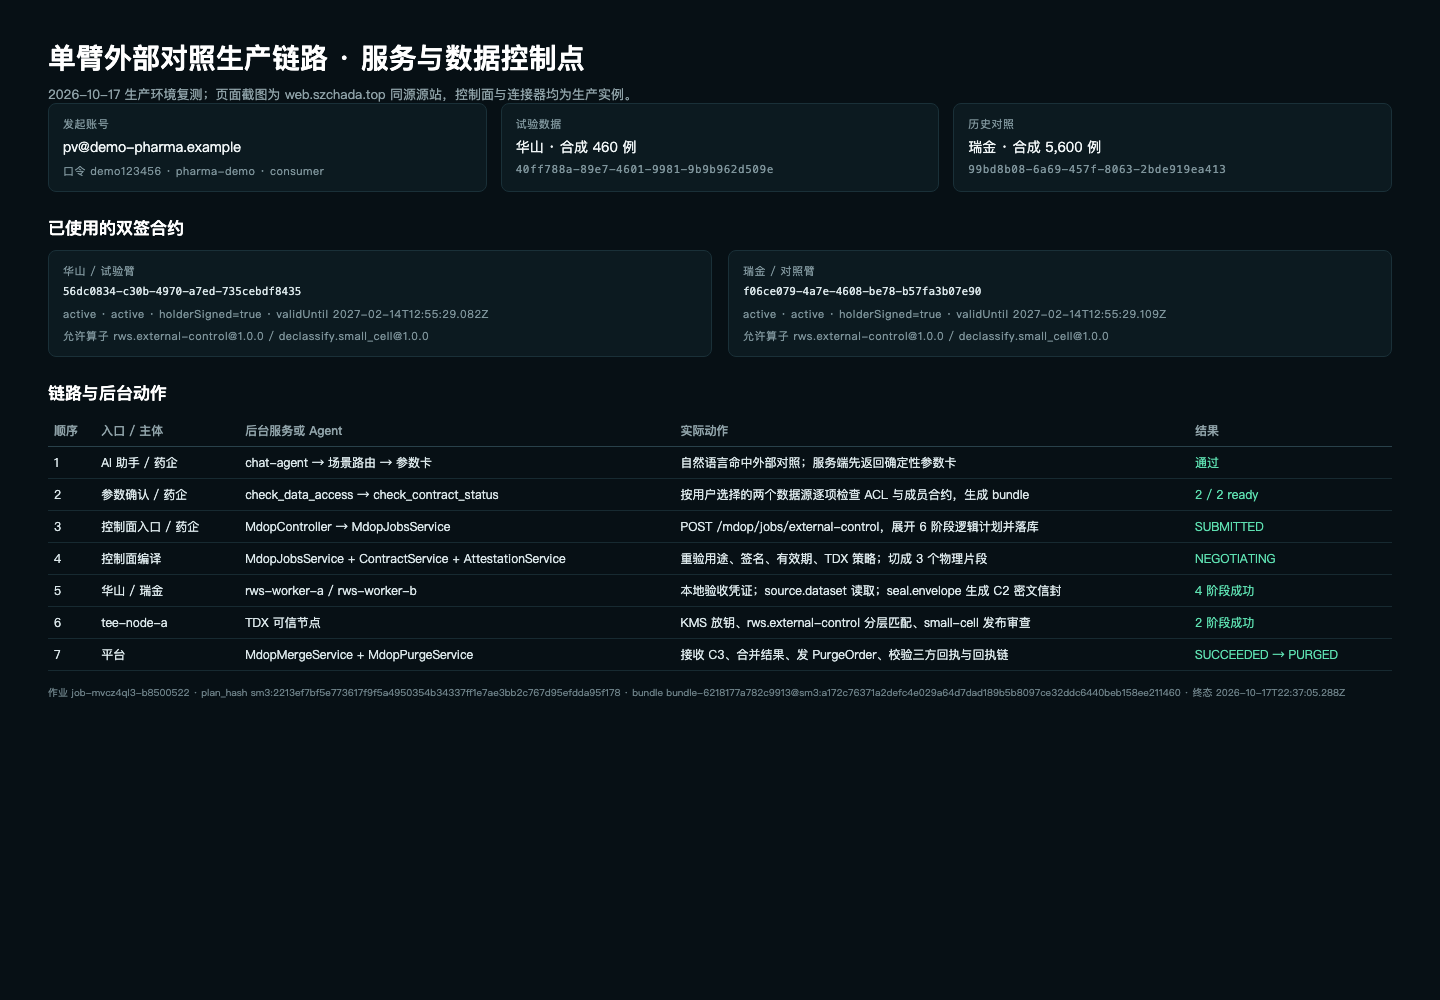 单臂外部对照生产链路 · 服务与数据控制点
2026-10-17 生产环境复测；页面截图为 web.szchada.top 同源源站，控制面与连接器均为生产实例。
发起账号
pv@demo-pharma.example
口令 demo123456 · pharma-demo · consumer
试验数据
华山 · 合成 460 例
40ff788a-89e7-4601-9981-9b9b962d509e
历史对照
瑞金 · 合成 5,600 例
99bd8b08-6a69-457f-8063-2bde919ea413
已使用的双签合约
华山 / 试验臂
56dc0834-c30b-4970-a7ed-735cebdf8435
active · active · holderSigned=true · validUntil 2027-02-14T12:55:29.082Z
允许算子 rws.external-control@1.0.0 / declassify.small_cell@1.0.0
瑞金 / 对照臂
f06ce079-4a7e-4608-be78-b57fa3b07e90
active · active · holderSigned=true · validUntil 2027-02-14T12:55:29.109Z
允许算子 rws.external-control@1.0.0 / declassify.small_cell@1.0.0
链路与后台动作
顺序 入口 / 主体 后台服务或 Agent 实际动作 结果
1 AI 助手 / 药企 chat-agent → 场景路由 → 参数卡 自然语言命中外部对照；服务端先返回确定性参数卡 通过
2 参数确认 / 药企 check_data_access → check_contract_status 按用户选择的两个数据源逐项检查 ACL 与成员合约，生成 bundle 2 / 2 ready
3 控制面入口 / 药企 MdopController → MdopJobsService POST /mdop/jobs/external-control，展开 6 阶段逻辑计划并落库 SUBMITTED
4 控制面编译 MdopJobsService + ContractService + AttestationService 重验用途、签名、有效期、TDX 策略；切成 3 个物理片段 NEGOTIATING
5 华山 / 瑞金 rws-worker-a / rws-worker-b 本地验收凭证；source.dataset 读取；seal.envelope 生成 C2 密文信封 4 阶段成功
6 tee-node-a TDX 可信节点 KMS 放钥、rws.external-control 分层匹配、small-cell 发布审查 2 阶段成功
7 平台 MdopMergeService + MdopPurgeService 接收 C3、合并结果、发 PurgeOrder、校验三方回执与回执链 SUCCEEDED → PURGED
作业 job-mvcz4ql3-b8500522 · plan_hash sm3:2213ef7bf5e773617f9f5a4950354b34337ff1e7ae3bb2c767d95efdda95f178 · bundle bundle-6218177a782c9913@sm3:a172c76371a2defc4e029a64d7dad189b5b8097ce32ddc6440beb158ee211460 · 终态 2026-10-17T22:37:05.288Z